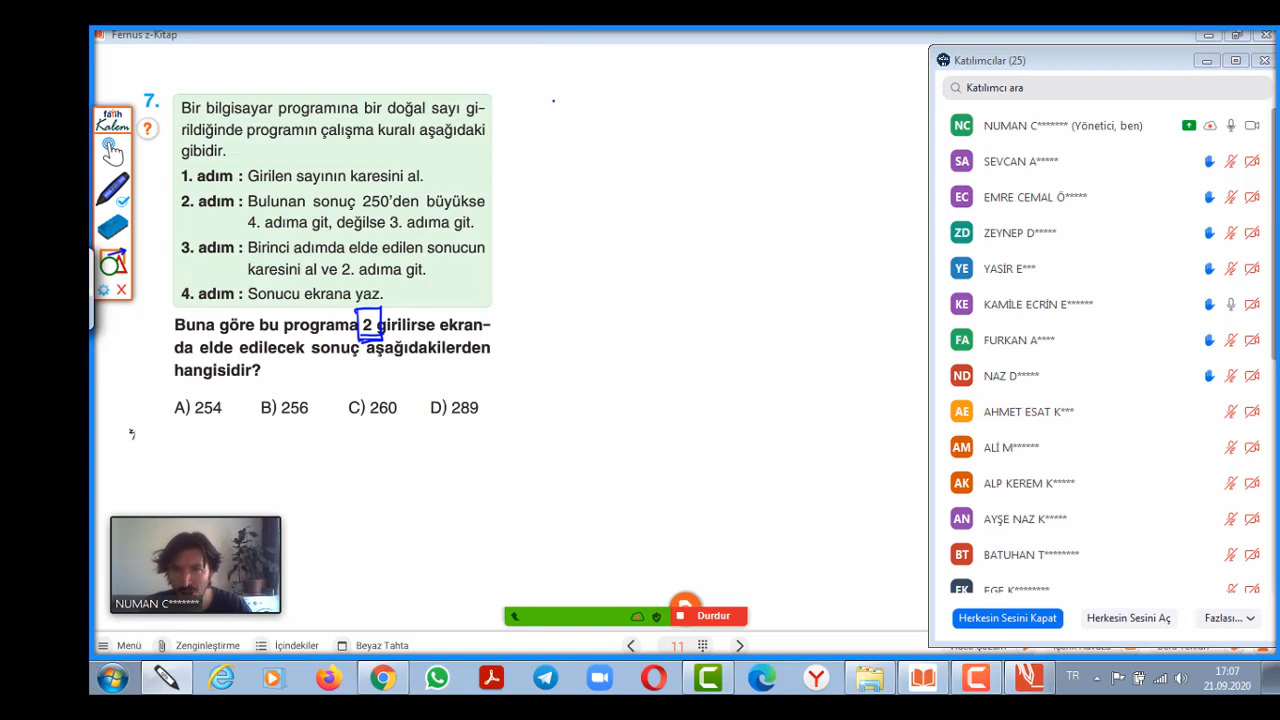 Fernus z-Kitap
7.
Bir bilgisayar programına bir doğal sayı gi-
rildiğinde programın çalışma kuralı aşağıdaki
gibidir.
1. adım : Girilen sayının karesini al.
2. adım : Bulunan sonuç 250'den büyükse
4. adıma git, değilse 3. adıma git.
3. adım : Birinci adımda elde edilen sonucun
karesini al ve 2. adıma git.
4. adım : Sonucu ekrana yaz.
Buna göre bu programa 2 girilirse ekran-
da elde edilecek sonuç aşağıdakilerden
hangisidir?
A) 254 B) 256 C) 260 D) 289
fatih
Kalem
NUMAN C*******
Durdur
Menü Zenginleştirme İçindekiler Beyaz Tahta 11
Katılımcılar (25)
Katılımcı ara
NC NUMAN C******* (Yönetici, ben)
SA SEVCAN A*****
EC EMRE CEMAL Ö*****
ZD ZEYNEP D*****
YE YASİR E***
KE KAMİLE ECRİN E******
FA FURKAN A****
ND NAZ D*****
AE AHMET ESAT K***
AM ALİ M******
AK ALP KEREM K*****
AN AYŞE NAZ K*****
BT BATUHAN T********
EK EGE K********
Herkesin Sesini Kapat Herkesin Sesini Aç Fazlası...
TR 17:07
21.09.2020